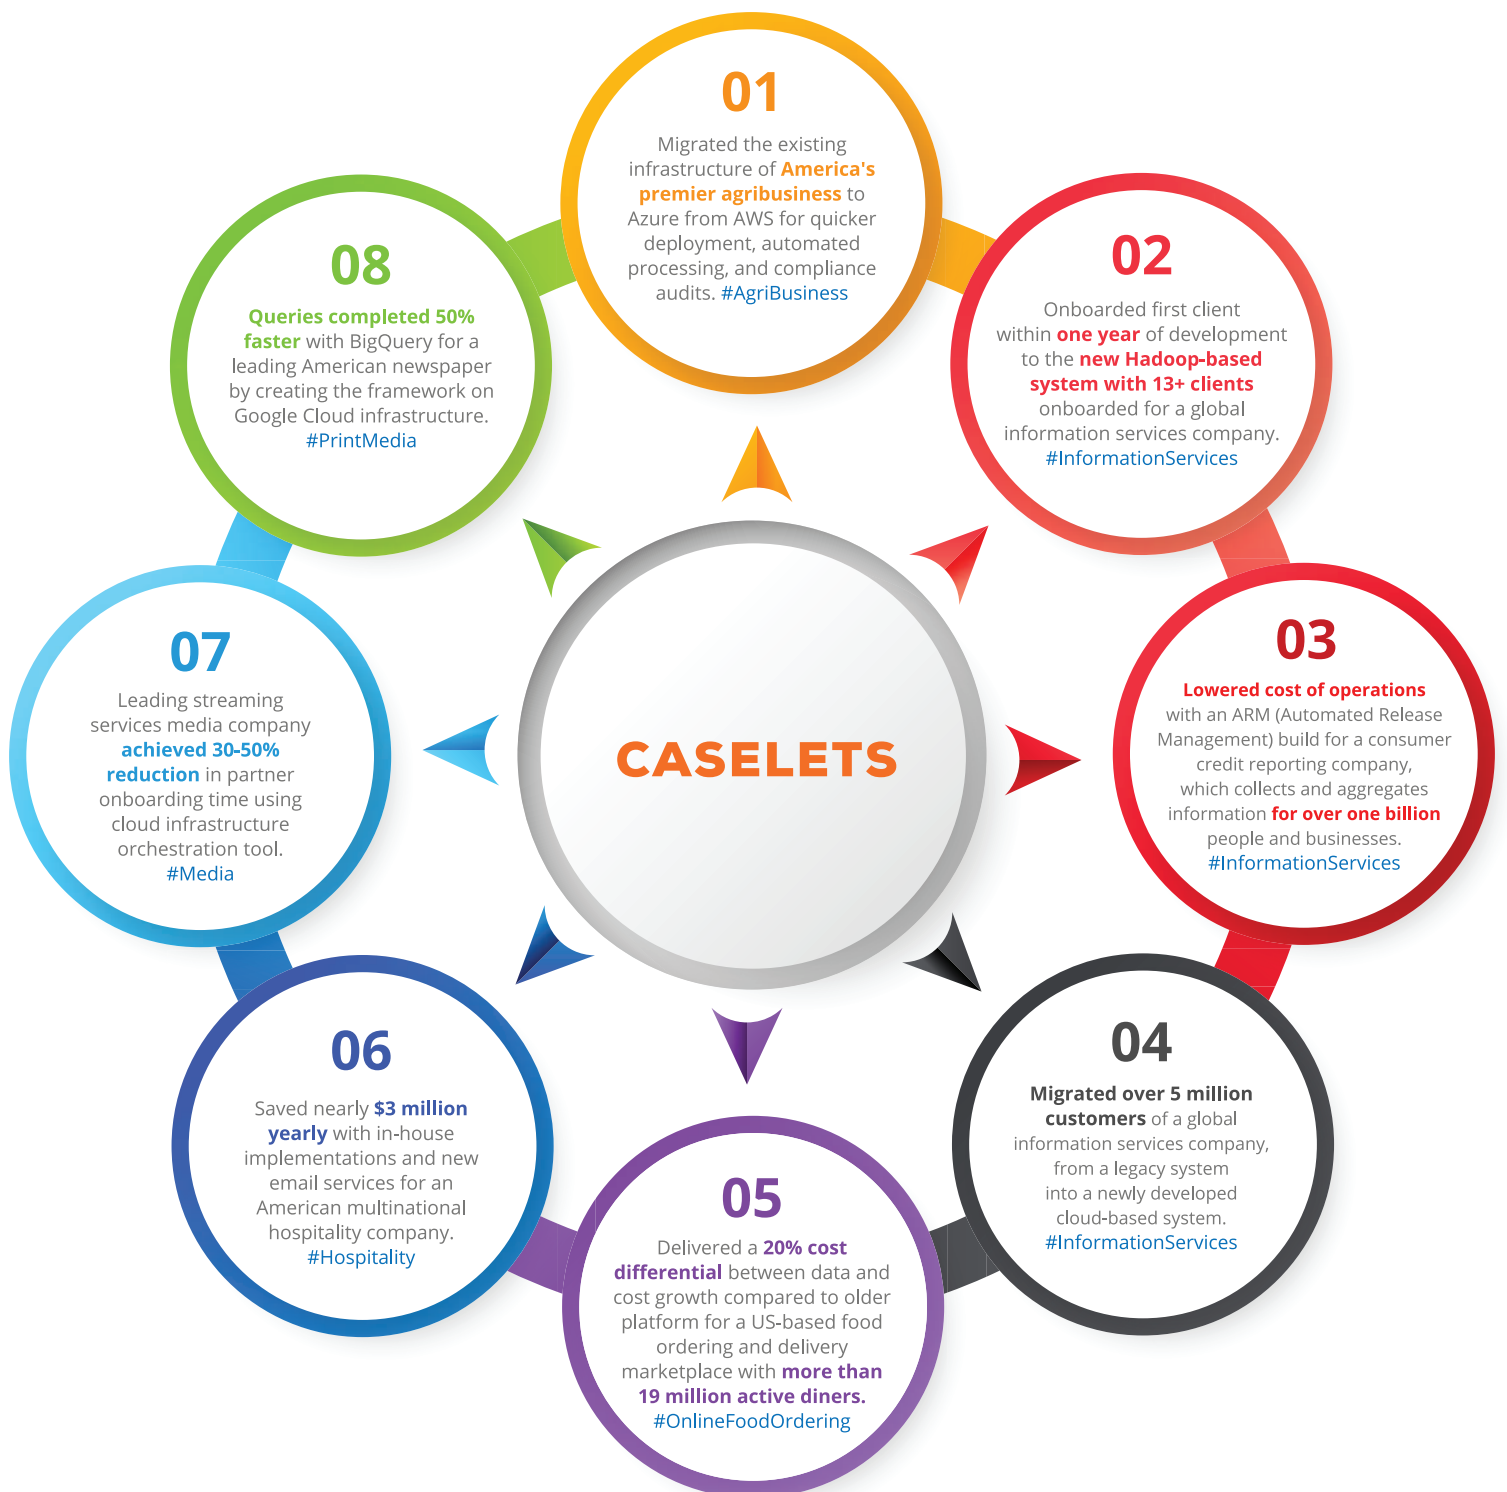 CASELETS
01
Migrated the existing
infrastructure of America's
premier agribusiness to
Azure from AWS for quicker
deployment, automated
processing, and compliance
audits. #AgriBusiness
02
Onboarded first client
within one year of development
to the new Hadoop-based
system with 13+ clients
onboarded for a global
information services company.
#InformationServices
03
Lowered cost of operations
with an ARM (Automated Release
Management) build for a consumer
credit reporting company,
which collects and aggregates
information for over one billion
people and businesses.
#InformationServices
04
Migrated over 5 million
customers of a global
information services company,
from a legacy system
into a newly developed
cloud-based system.
#InformationServices
05
Delivered a 20% cost
differential between data and
cost growth compared to older
platform for a US-based food
ordering and delivery
marketplace with more than
19 million active diners.
#OnlineFoodOrdering
06
Saved nearly $3 million
yearly with in-house
implementations and new
email services for an
American multinational
hospitality company.
#Hospitality
07
Leading streaming
services media company
achieved 30-50%
reduction in partner
onboarding time using
cloud infrastructure
orchestration tool.
#Media
08
Queries completed 50%
faster with BigQuery for a
leading American newspaper
by creating the framework on
Google Cloud infrastructure.
#PrintMedia